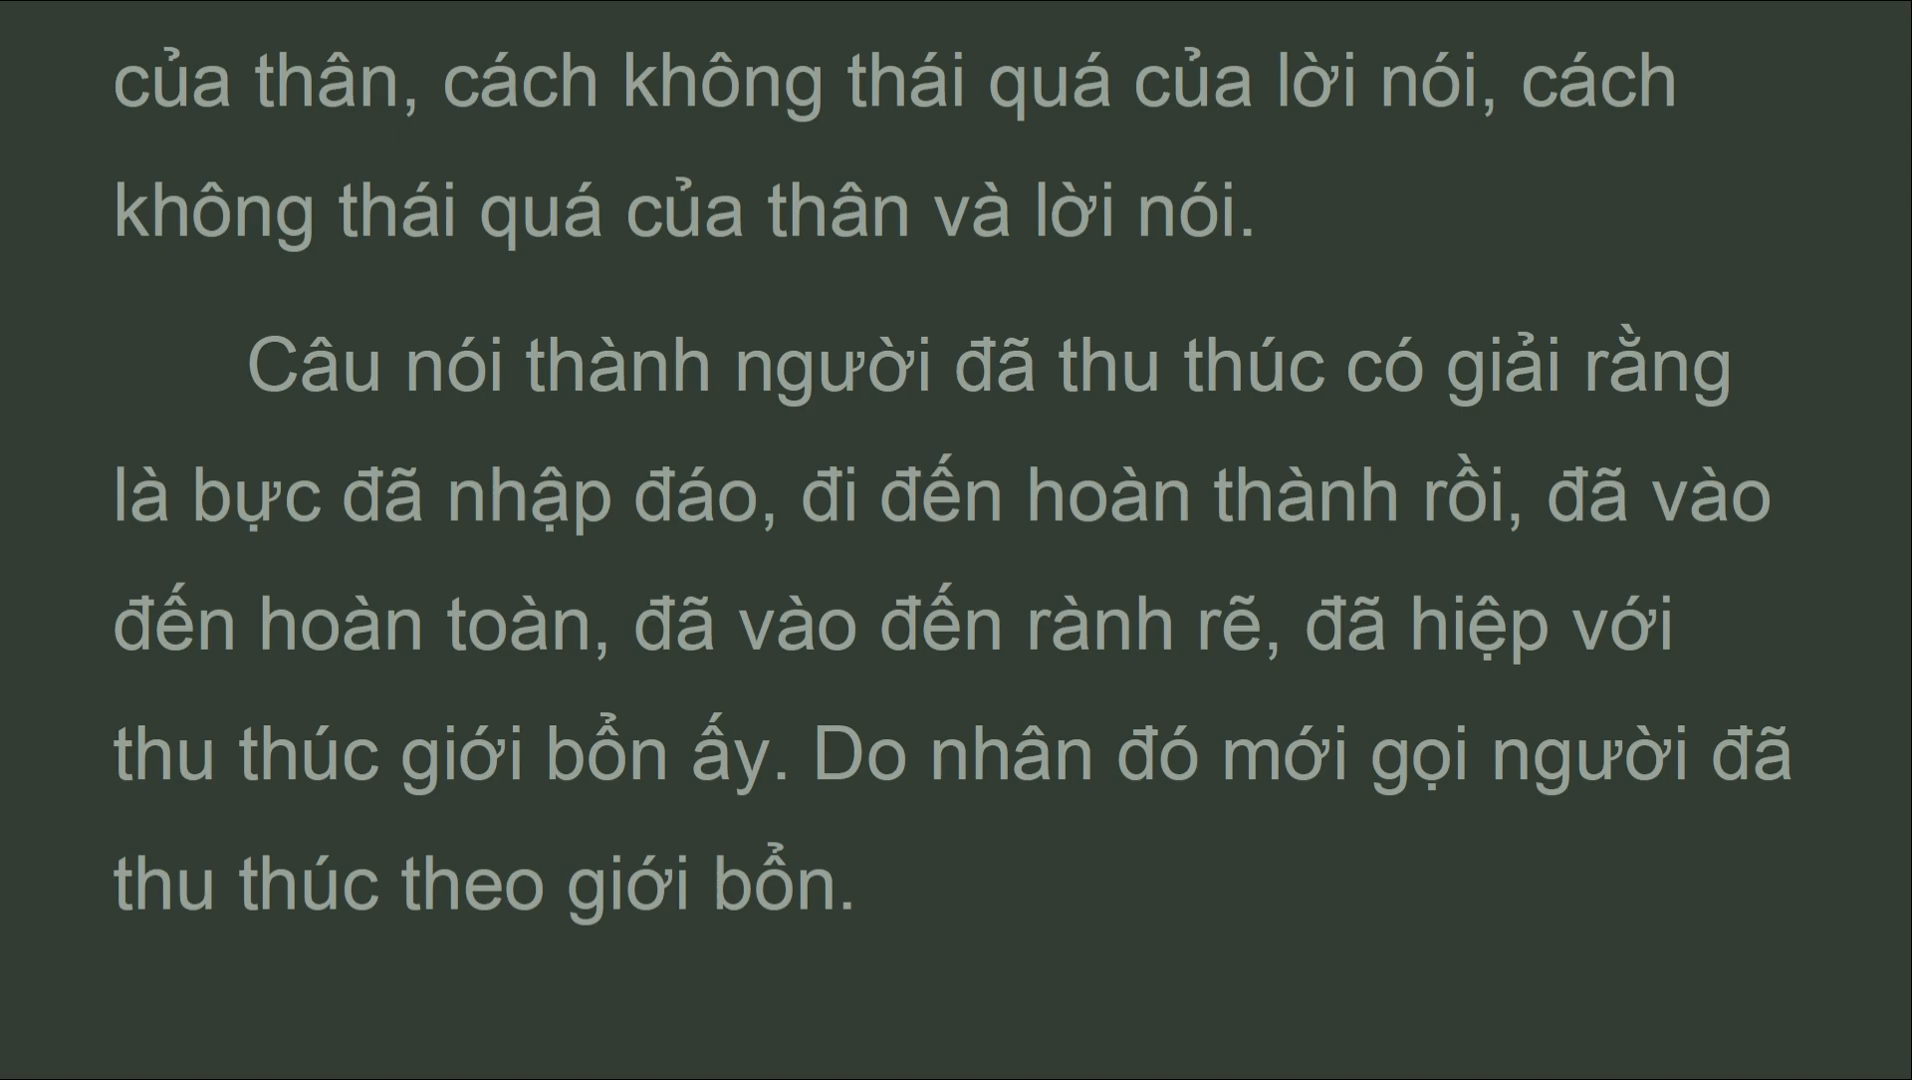 của thân, cách không thái quá của lời nói, cách
không thái quá của thân và lời nói.
Câu nói thành người đã thu thúc có giải rằng
là bực đã nhập đáo, đi đến hoàn thành rồi, đã vào
đến hoàn toàn, đã vào đến rành rẽ, đã hiệp với
thu thúc giới bổn ấy. Do nhân đó mới gọi người đã
thu thúc theo giới bổn.